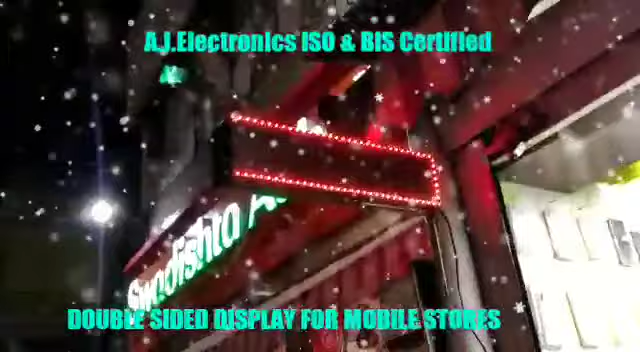 A.J.Electronics ISO & BIS Certified
Swadishta
DOUBLE SIDED DISPLAY FOR MOBILE STORES